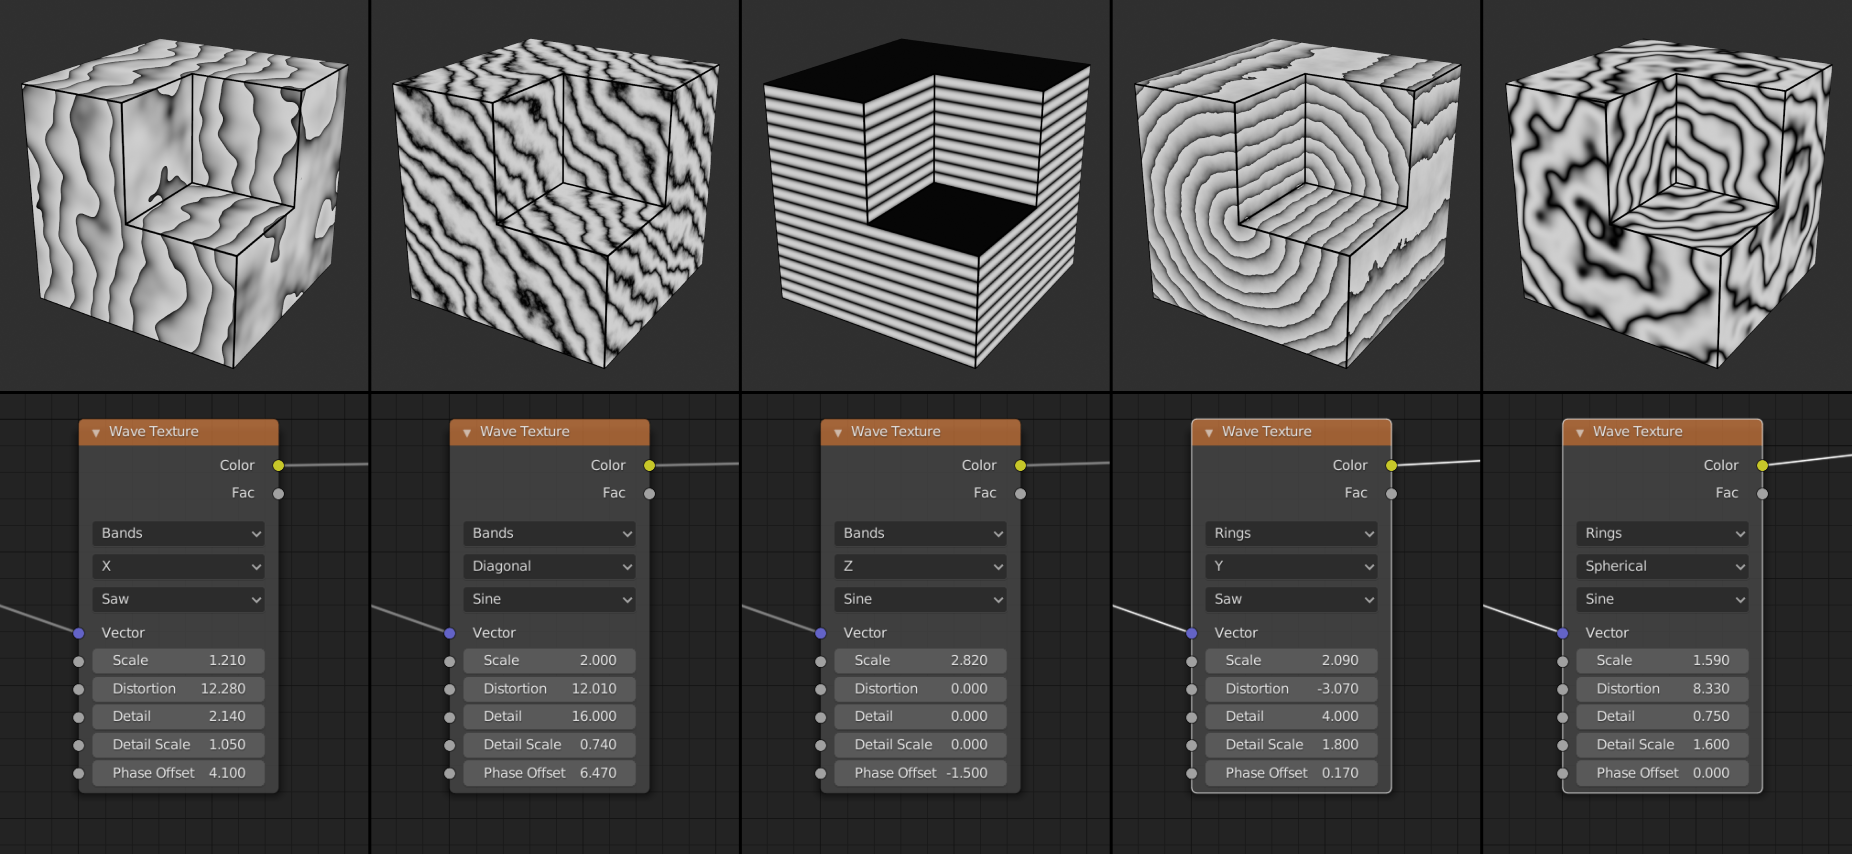 Wave Texture
Color
Fac
Bands
X
Saw
Vector
Scale 1.210
Distortion 12.280
Detail 2.140
Detail Scale 1.050
Phase Offset 4.100
Wave Texture
Color
Fac
Bands
Diagonal
Sine
Vector
Scale 2.000
Distortion 12.010
Detail 16.000
Detail Scale 0.740
Phase Offset 6.470
Wave Texture
Color
Fac
Bands
Z
Sine
Vector
Scale 2.820
Distortion 0.000
Detail 0.000
Detail Scale 0.000
Phase Offset -1.500
Wave Texture
Color
Fac
Rings
Y
Saw
Vector
Scale 2.090
Distortion -3.070
Detail 4.000
Detail Scale 1.800
Phase Offset 0.170
Wave Texture
Color
Fac
Rings
Spherical
Sine
Vector
Scale 1.590
Distortion 8.330
Detail 0.750
Detail Scale 1.600
Phase Offset 0.000